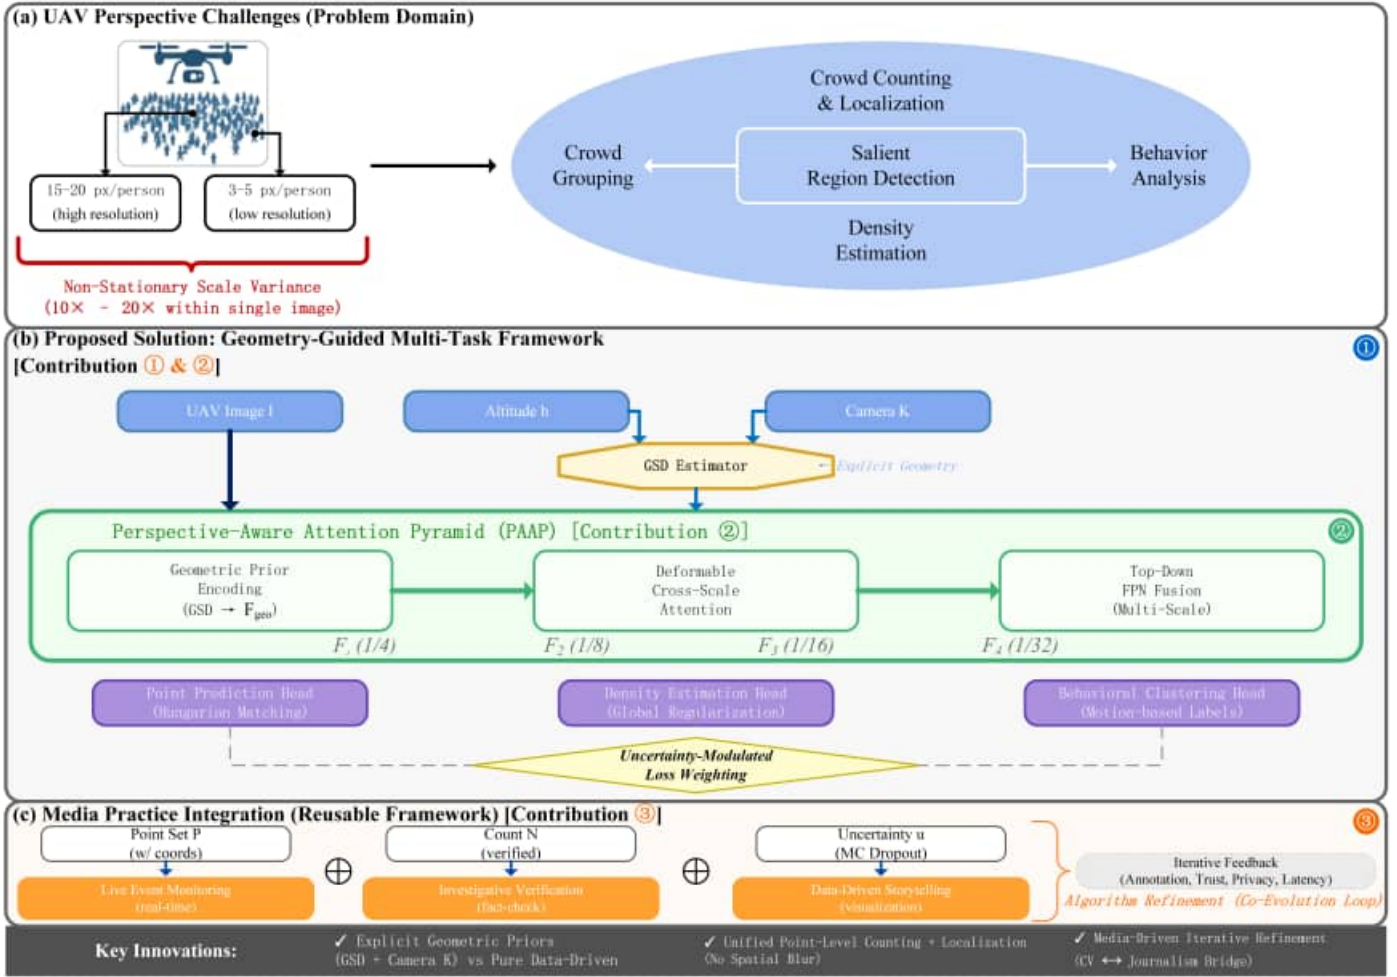 (a) UAV Perspective Challenges (Problem Domain)
15-20 px/person
(high resolution)
3-5 px/person
(low resolution)
Non-Stationary Scale Variance
(10× - 20× within single image)
Crowd Counting
& Localization
Crowd
Grouping
Salient
Region Detection
Behavior
Analysis
Density
Estimation
(b) Proposed Solution: Geometry-Guided Multi-Task Framework
[Contribution ① & ②]
①
UAV Image I
Altitude h
Camera K
GSD Estimator
← Explicit Geometry
Perspective-Aware Attention Pyramid (PAAP) [Contribution ②]
②
Geometric Prior
Encoding
(GSD → Fgeo)
Deformable
Cross-Scale
Attention
Top-Down
FPN Fusion
(Multi-Scale)
F (1/4)
F2 (1/8)
F3 (1/16)
F4 (1/32)
Point Prediction Head
(Hungarian Matching)
Density Estimation Head
(Global Regularization)
Behavioral Clustering Head
(Motion-based Labels)
Uncertainty-Modulated
Loss Weighting
(c) Media Practice Integration (Reusable Framework) [Contribution ③]
③
Point Set P
(w/ coords)
Count N
(verified)
Uncertainty u
(MC Dropout)
Live Event Monitoring
(real-time)
Investigative Verification
(fact-check)
Data-Driven Storytelling
(visualization)
Iterative Feedback
(Annotation, Trust, Privacy, Latency)
Algorithm Refinement (Co-Evolution Loop)
Key Innovations:
✓ Explicit Geometric Priors
(GSD + Camera K) vs Pure Data-Driven
✓ Unified Point-Level Counting + Localization
(No Spatial Blur)
✓ Media-Driven Iterative Refinement
(CV ↔ Journalism Bridge)